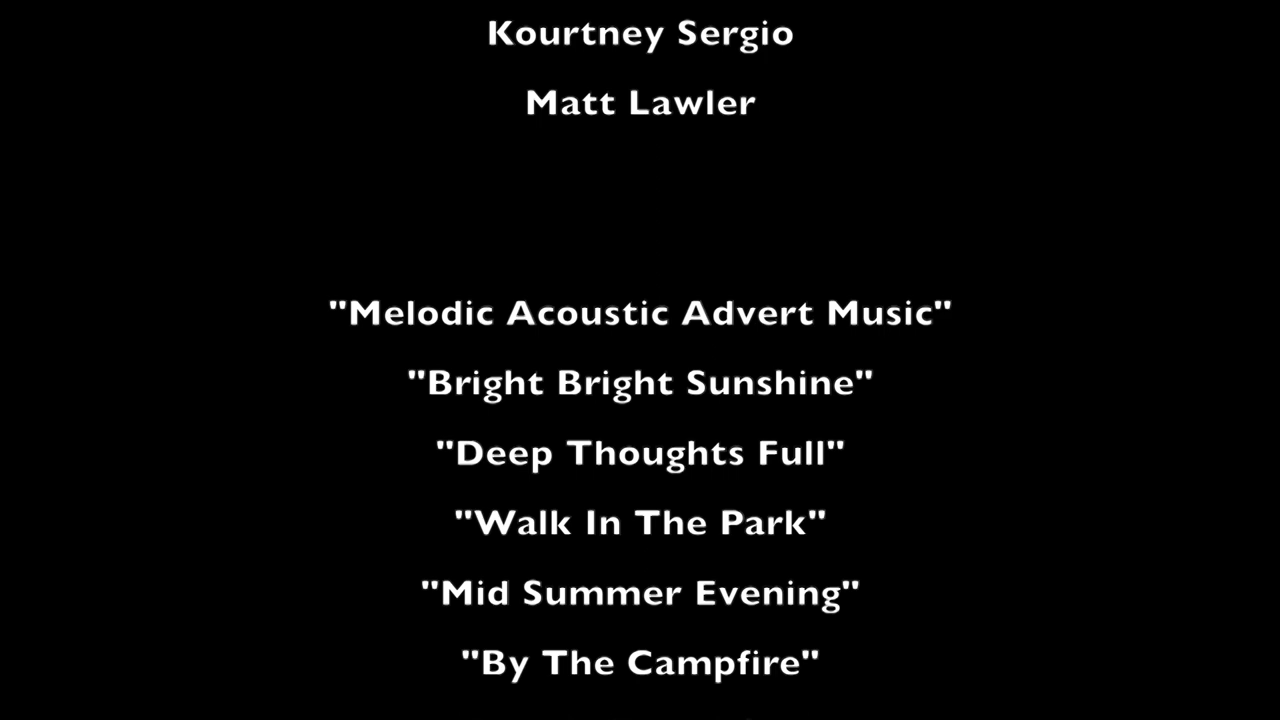 Kourtney Sergio
Matt Lawler
"Melodic Acoustic Advert Music"
"Bright Bright Sunshine"
"Deep Thoughts Full"
"Walk In The Park"
"Mid Summer Evening"
"By The Campfire"